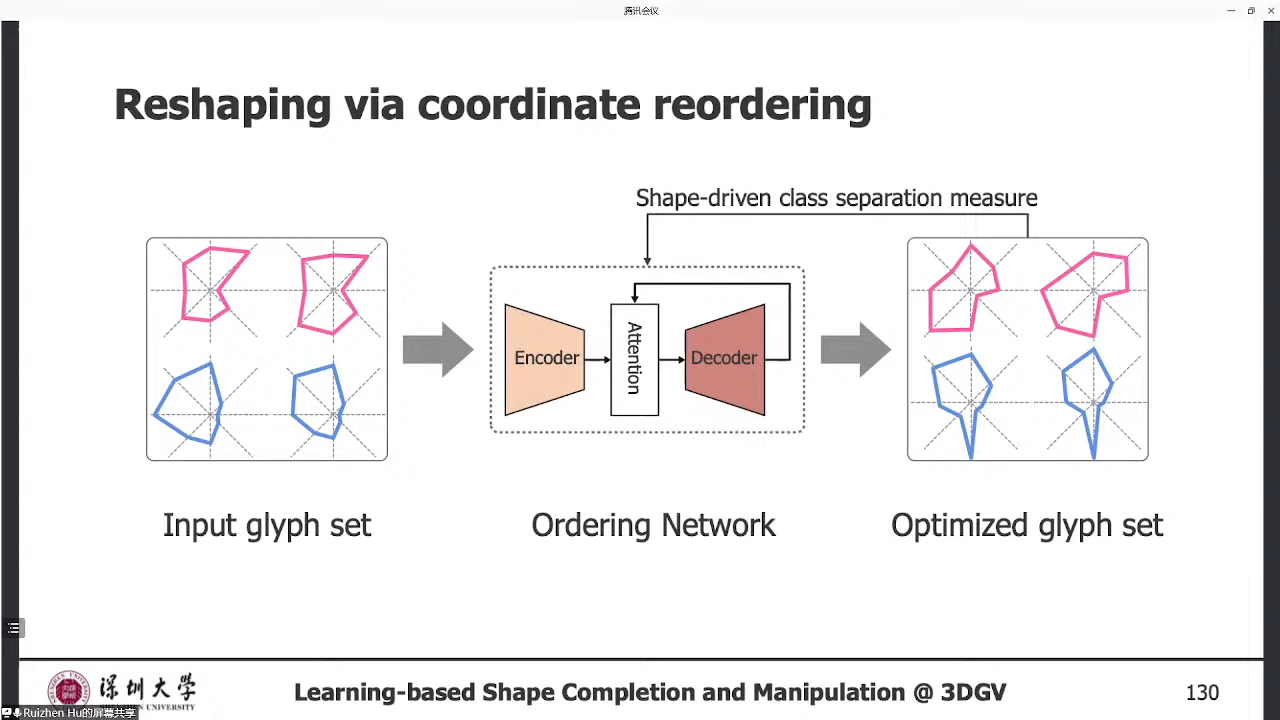 腾讯会议
Reshaping via coordinate reordering
Shape-driven class separation measure
Encoder
Attention
Decoder
Input glyph set
Ordering Network
Optimized glyph set
深圳大学
SHENZHEN UNIVERSITY
Learning-based Shape Completion and Manipulation @ 3DGV
130
Ruizhen Hu的屏幕共享